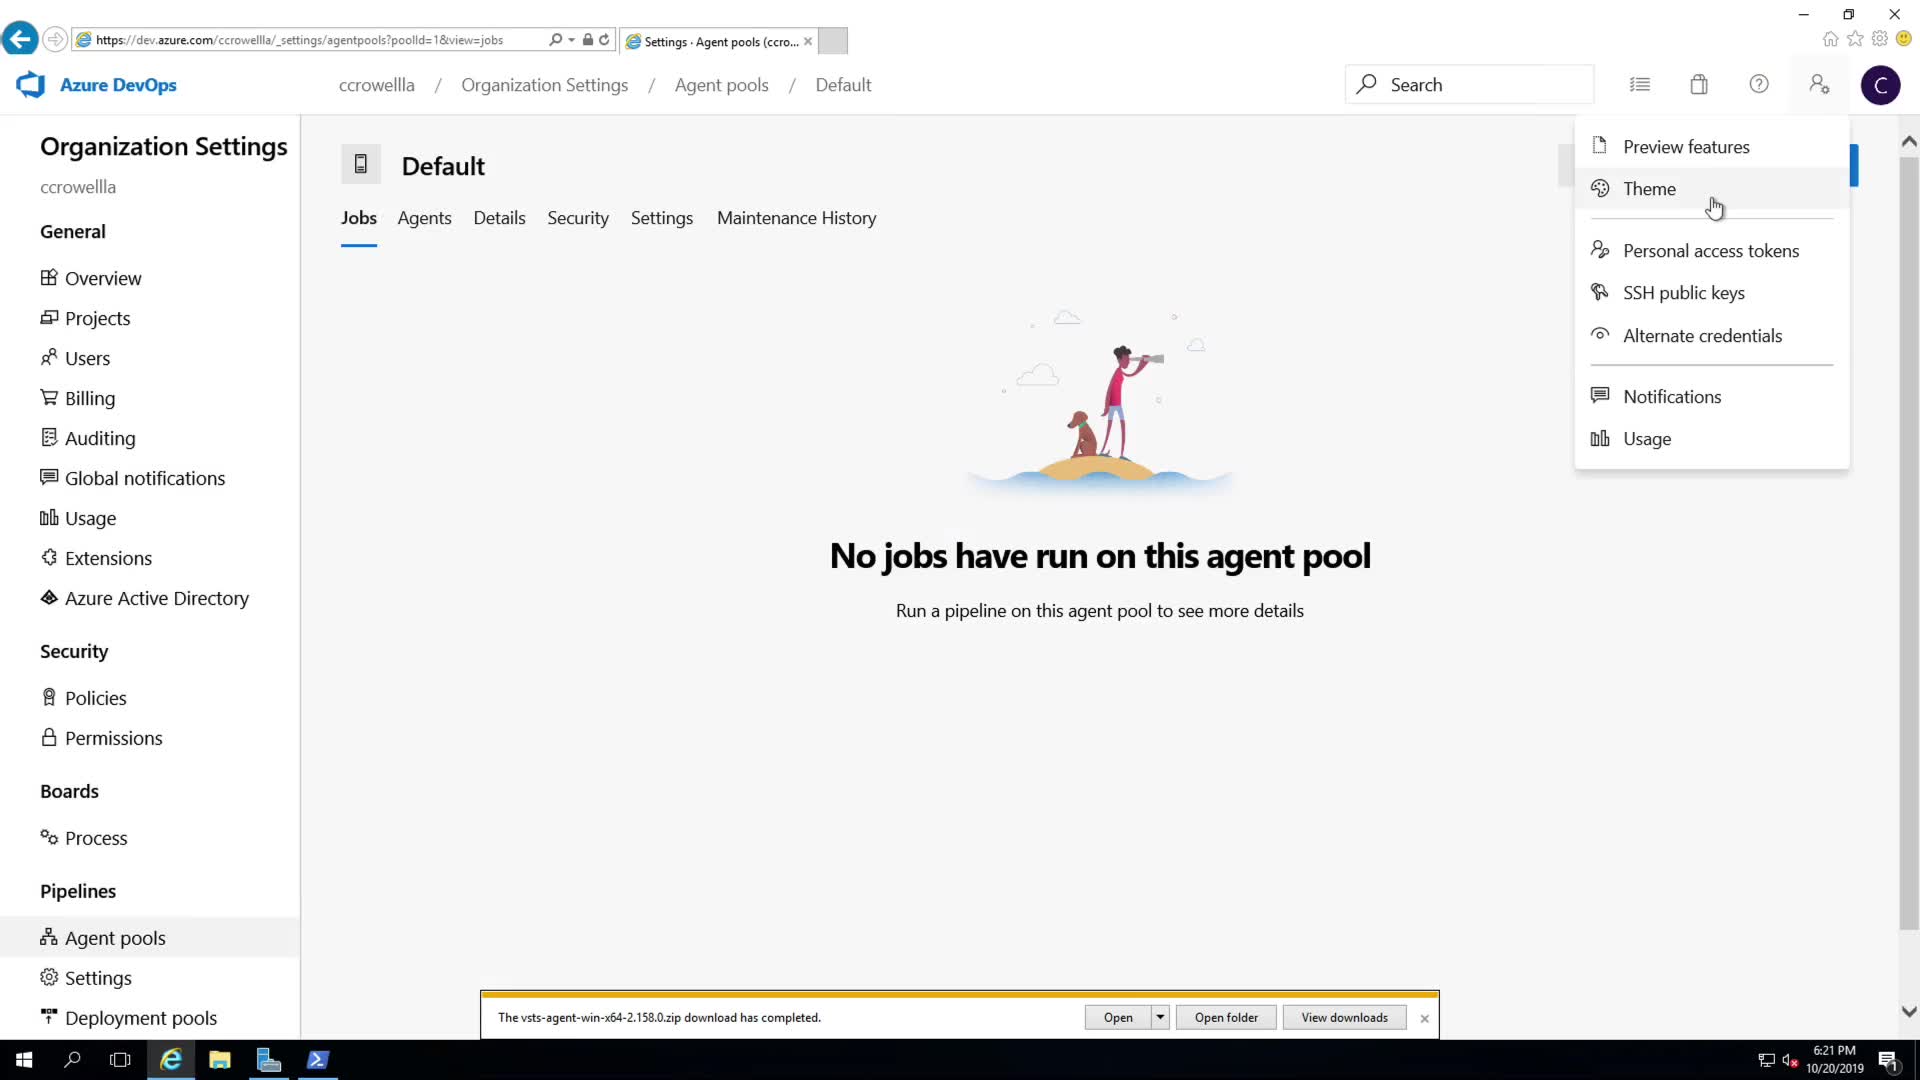 https://dev.azure.com/ccrowellla/_settings/agentpools?poolId=1&view=jobs
Settings - Agent pools (ccro...
Azure DevOps
ccrowellla / Organization Settings / Agent pools / Default
Search
C
Organization Settings
ccrowellla
General
Overview
Projects
Users
Billing
Auditing
Global notifications
Usage
Extensions
Azure Active Directory
Security
Policies
Permissions
Boards
Process
Pipelines
Agent pools
Settings
Deployment pools
Default
Jobs Agents Details Security Settings Maintenance History
No jobs have run on this agent pool
Run a pipeline on this agent pool to see more details
Preview features
Theme
Personal access tokens
SSH public keys
Alternate credentials
Notifications
Usage
The vsts-agent-win-x64-2.158.0.zip download has completed.
Open
Open folder
View downloads
6:21 PM
10/20/2019
1